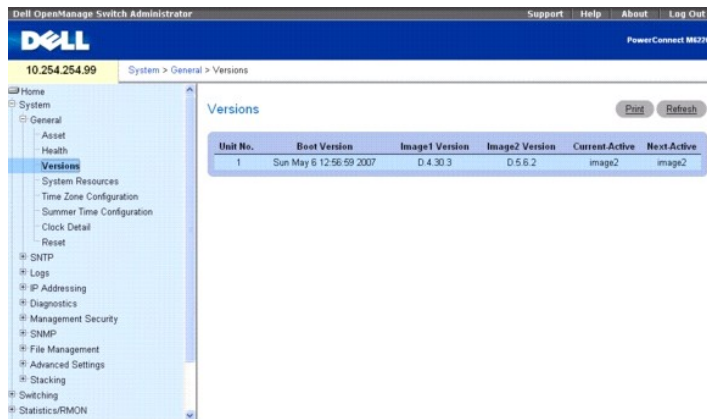 Dell OpenManage Switch Administrator Support Help About Log Out
DELL
PowerConnect M6220
10.254.254.99 System > General > Versions
Home
System
General
Asset
Health
Versions
System Resources
Time Zone Configuration
Summer Time Configuration
Clock Detail
Reset
SNTP
Logs
IP Addressing
Diagnostics
Management Security
SNMP
File Management
Advanced Settings
Stacking
Switching
Statistics/RMON
Versions
Print Refresh
Unit No. Boot Version Image1 Version Image2 Version Current-Active Next-Active
1 Sun May 6 12:56:59 2007 D.4.30.3 D.5.6.2 image2 image2